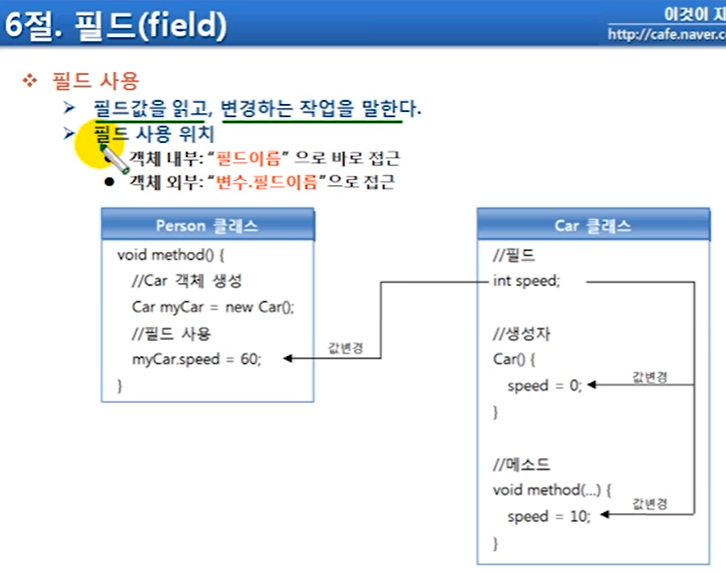 6절. 필드(field)
이것이 자
http://cafe.naver.c
필드 사용
필드값을 읽고, 변경하는 작업을 말한다.
필드 사용 위치
객체 내부: “필드이름” 으로 바로 접근
객체 외부: “변수.필드이름”으로 접근
Person 클래스
void method() {
//Car 객체 생성
Car myCar = new Car();
//필드 사용
myCar.speed = 60;
}
값변경
Car 클래스
//필드
int speed;
//생성자
Car() {
speed = 0;
값변경
}
//메소드
void method(...) {
speed = 10;
값변경
}